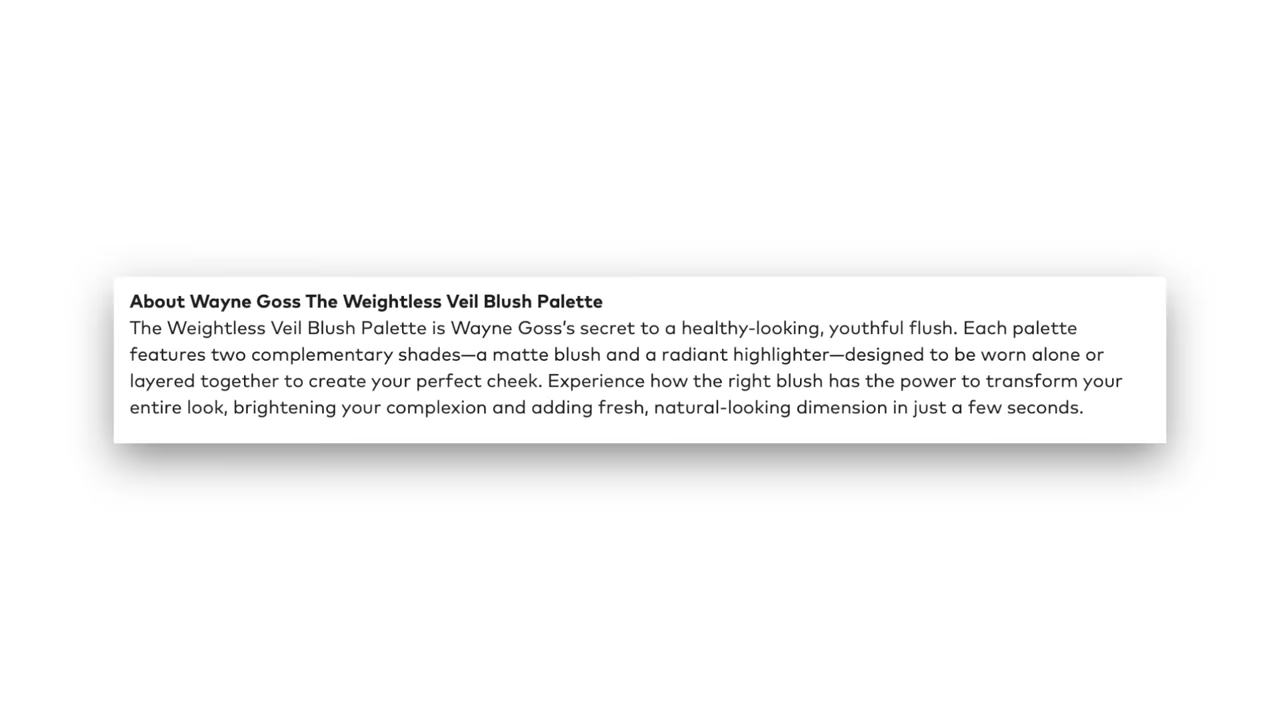 About Wayne Goss The Weightless Veil Blush Palette
The Weightless Veil Blush Palette is Wayne Goss’s secret to a healthy-looking, youthful flush. Each palette
features two complementary shades—a matte blush and a radiant highlighter—designed to be worn alone or
layered together to create your perfect cheek. Experience how the right blush has the power to transform your
entire look, brightening your complexion and adding fresh, natural-looking dimension in just a few seconds.